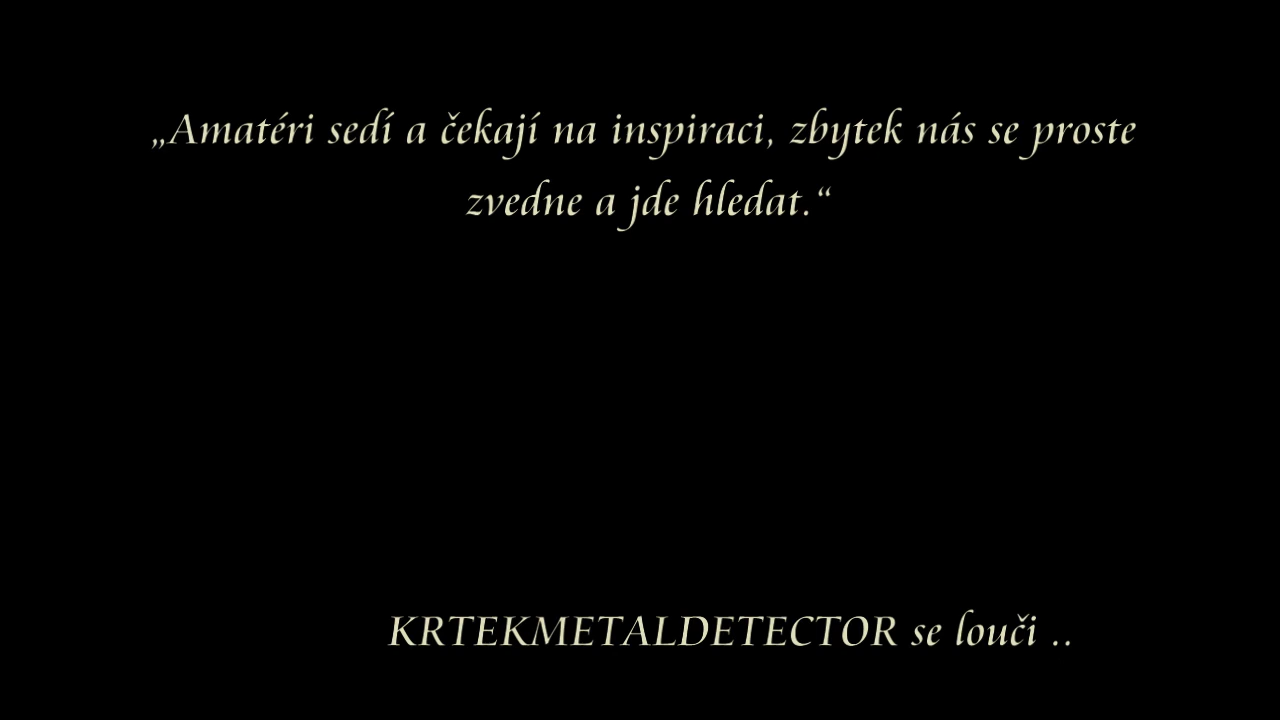 „Amatéri sedí a čekají na inspiraci, zbytek nás se proste
zvedne a jde hledat.“
KRTEKMETALDETECTOR se louči ..